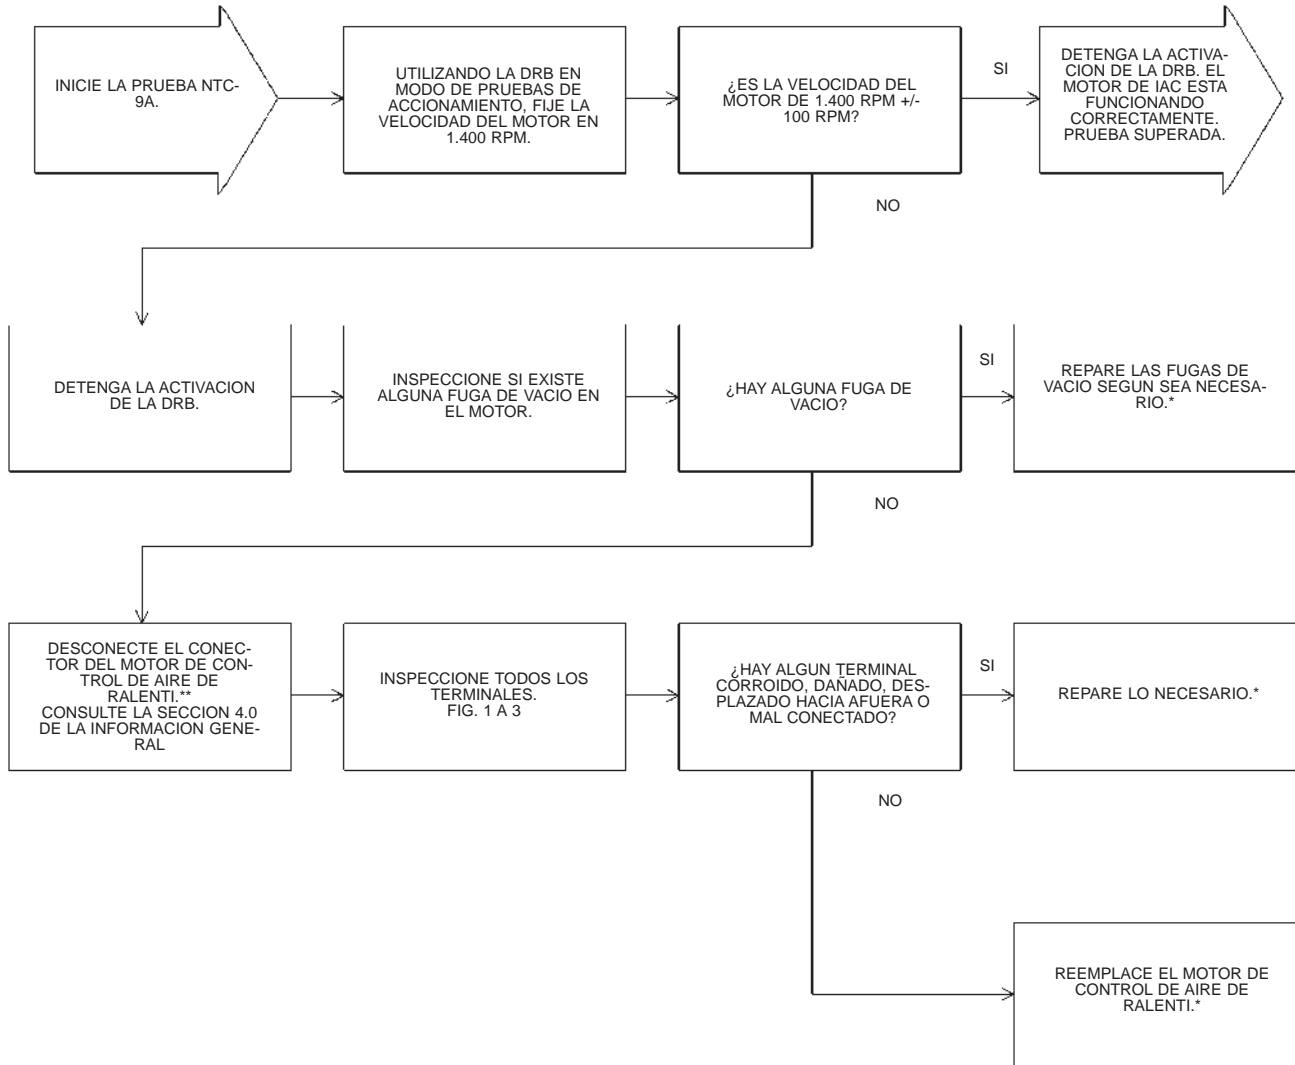 INICIE LA PRUEBA NTC-
9A.
UTILIZANDO LA DRB EN
MODO DE PRUEBAS DE
ACCIONAMIENTO, FIJE LA
VELOCIDAD DEL MOTOR EN
1.400 RPM.
¿ES LA VELOCIDAD DEL
MOTOR DE 1.400 RPM +/-
100 RPM?
SI
DETENGA LA ACTIVA-
CION DE LA DRB. EL
MOTOR DE IAC ESTA
FUNCIONANDO
CORRECTAMENTE.
PRUEBA SUPERADA.
NO
DETENGA LA ACTIVACION
DE LA DRB.
INSPECCIONE SI EXISTE
ALGUNA FUGA DE VACIO EN
EL MOTOR.
¿HAY ALGUNA FUGA DE
VACIO?
SI
REPARE LAS FUGAS DE
VACIO SEGUN SEA NECESA-
RIO.*
NO
DESCONECTE EL CONEC-
TOR DEL MOTOR DE CON-
TROL DE AIRE DE
RALENTI.**
CONSULTE LA SECCION 4.0
DE LA INFORMACION GENE-
RAL
INSPECCIONE TODOS LOS
TERMINALES.
FIG. 1 A 3
¿HAY ALGUN TERMINAL
CORROIDO, DAÑADO, DES-
PLAZADO HACIA AFUERA O
MAL CONECTADO?
SI
REPARE LO NECESARIO.*
NO
REEMPLACE EL MOTOR DE
CONTROL DE AIRE DE
RALENTI.*